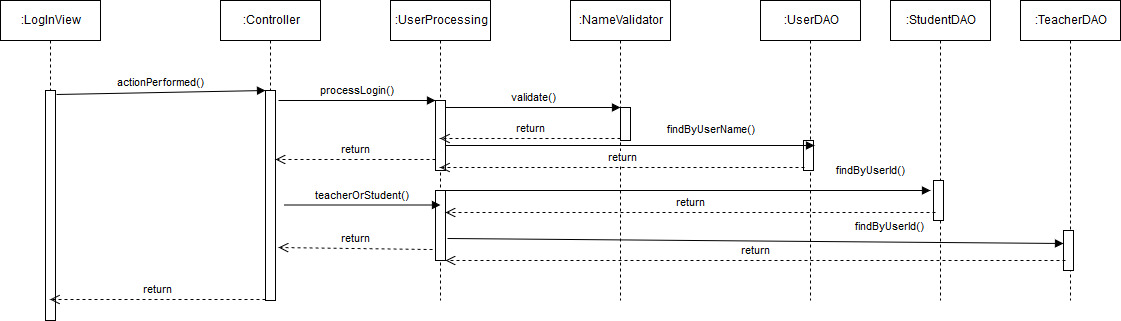 :LogInView
:Controller
:UserProcessing
:NameValidator
:UserDAO
:StudentDAO
:TeacherDAO
actionPerformed()
processLogin()
validate()
return
findByUserName()
return
return
findByUserId()
teacherOrStudent()
return
findByUserId()
return
return
return